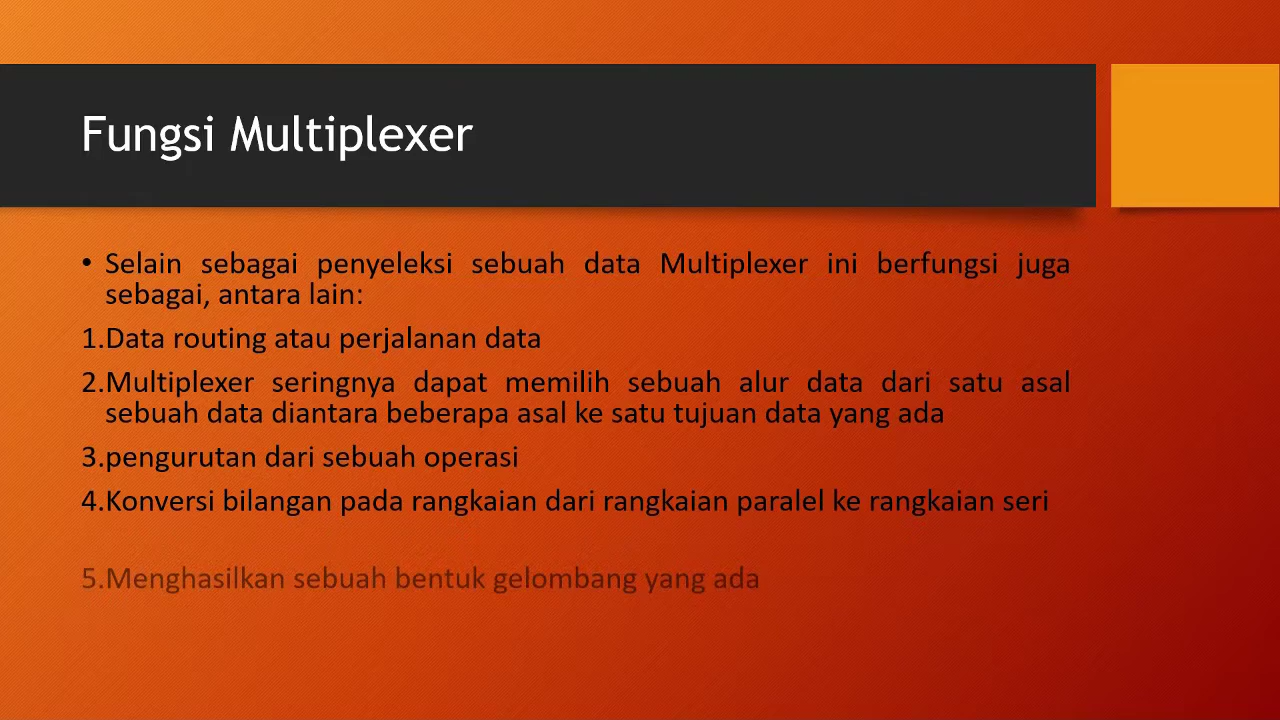 Fungsi Multiplexer
• Selain sebagai penyeleksi sebuah data Multiplexer ini berfungsi juga
sebagai, antara lain:
1.Data routing atau perjalanan data
2.Multiplexer seringnya dapat memilih sebuah alur data dari satu asal
sebuah data diantara beberapa asal ke satu tujuan data yang ada
3.pengurutan dari sebuah operasi
4.Konversi bilangan pada rangkaian dari rangkaian paralel ke rangkaian seri
5.Menghasilkan sebuah bentuk gelombang yang ada